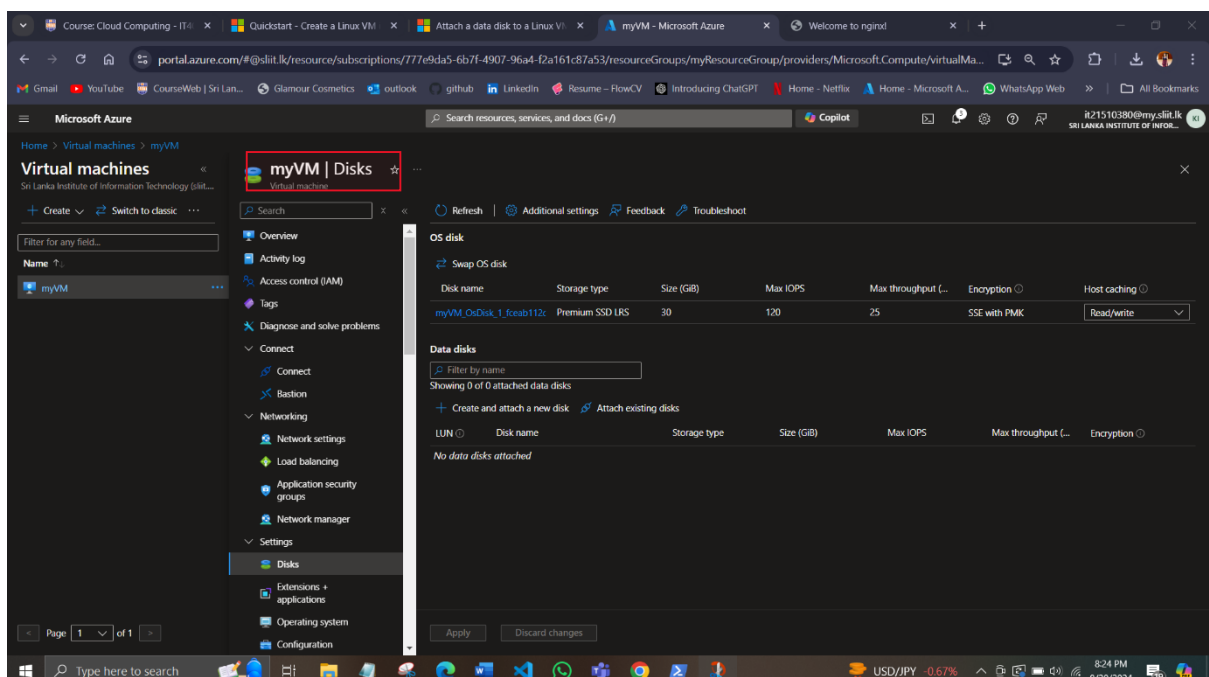 Course: Cloud Computing - IT4
Quickstart - Create a Linux VM
Attach a data disk to a Linux VM
myVM - Microsoft Azure
Welcome to nginx!
portal.azure.com/#@sliit.lk/resource/subscriptions/777e9da5-6b7f-4907-96a4-f2a161c87a53/resourceGroups/myResourceGroup/providers/Microsoft.Compute/virtualMa...
Gmail
YouTube
CourseWeb | Sri Lan...
Glamour Cosmetics
outlook
github
LinkedIn
Resume – FlowCV
Introducing ChatGPT
Home - Netflix
Home - Microsoft A...
WhatsApp Web
All Bookmarks
Microsoft Azure
Search resources, services, and docs (G+/)
Copilot
it21510380@my.sliit.lk
SRI LANKA INSTITUTE OF INFOR...
KI
Home > Virtual machines > myVM
Virtual machines
Sri Lanka Institute of Information Technology (sliit....
Create
Switch to classic
Filter for any field...
Name
myVM
Page 1 of 1
myVM | Disks
Virtual machine
Search
Overview
Activity log
Access control (IAM)
Tags
Diagnose and solve problems
Connect
Connect
Bastion
Networking
Network settings
Load balancing
Application security
groups
Network manager
Settings
Disks
Extensions +
applications
Operating system
Configuration
Refresh
Additional settings
Feedback
Troubleshoot
OS disk
Swap OS disk
Disk name Storage type Size (GiB) Max IOPS Max throughput (... Encryption Host caching
myVM_OsDisk_1_fceab112c Premium SSD LRS 30 120 25 SSE with PMK Read/write
Data disks
Filter by name
Showing 0 of 0 attached data disks
Create and attach a new disk Attach existing disks
LUN Disk name Storage type Size (GiB) Max IOPS Max throughput (... Encryption
No data disks attached
Apply Discard changes
Type here to search
USD/JPY -0.67%
8:24 PM